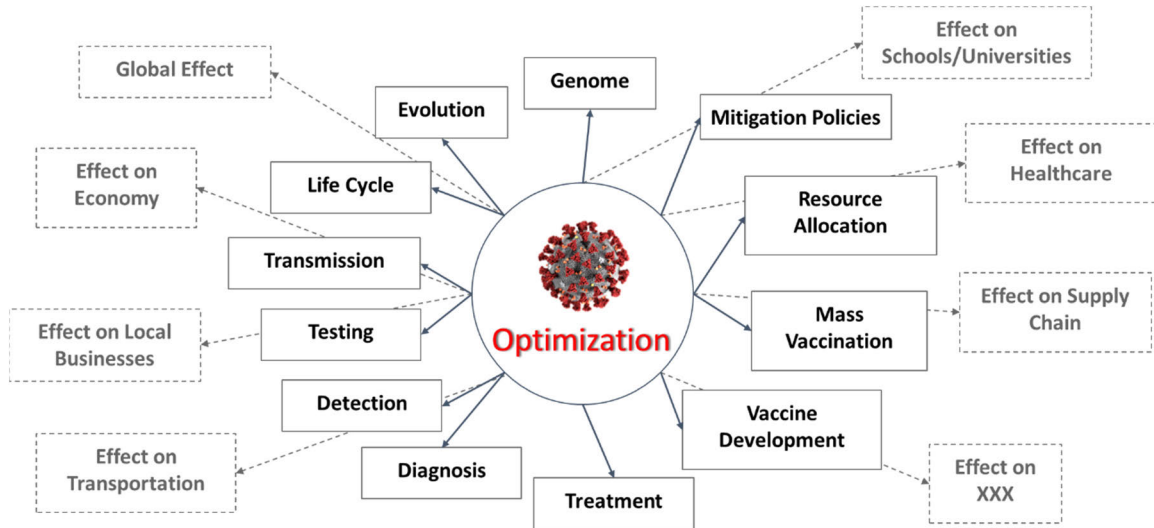 Effect on
Schools/Universities
Global Effect
Genome
Evolution
Mitigation Policies
Effect on
Healthcare
Effect on
Economy
Life Cycle
Resource
Allocation
Transmission
Effect on Supply
Chain
Mass
Vaccination
Testing
Effect on Local
Businesses
Optimization
Detection
Vaccine
Development
Effect on
Transportation
Diagnosis
Treatment
Effect on
XXX